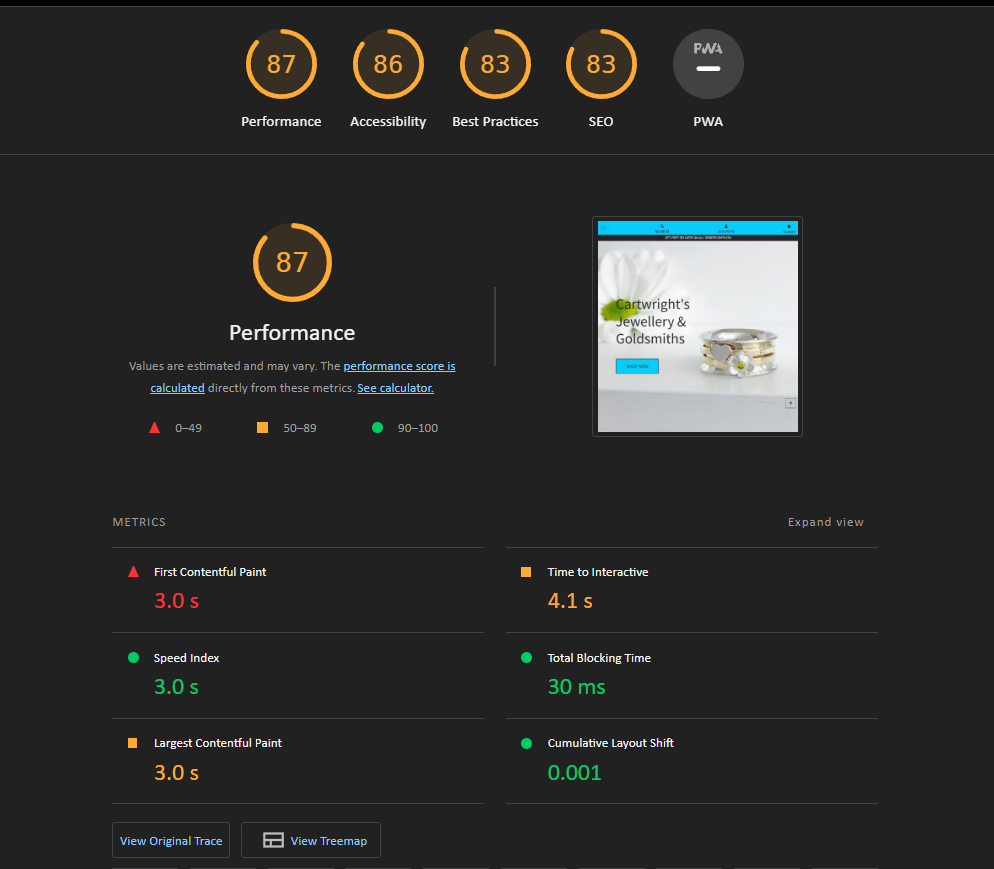 87
86
83
83
PWA
Performance
Accessibility
Best Practices
SEO
PWA
87
Performance
Values are estimated and may vary. The performance score is
calculated directly from these metrics. See calculator.
0–49
50–89
90–100
Cartwright's
Jewellery &
Goldsmiths
SHOP NOW
METRICS
Expand view
First Contentful Paint
3.0 s
Time to Interactive
4.1 s
Speed Index
3.0 s
Total Blocking Time
30 ms
Largest Contentful Paint
3.0 s
Cumulative Layout Shift
0.001
View Original Trace
View Treemap